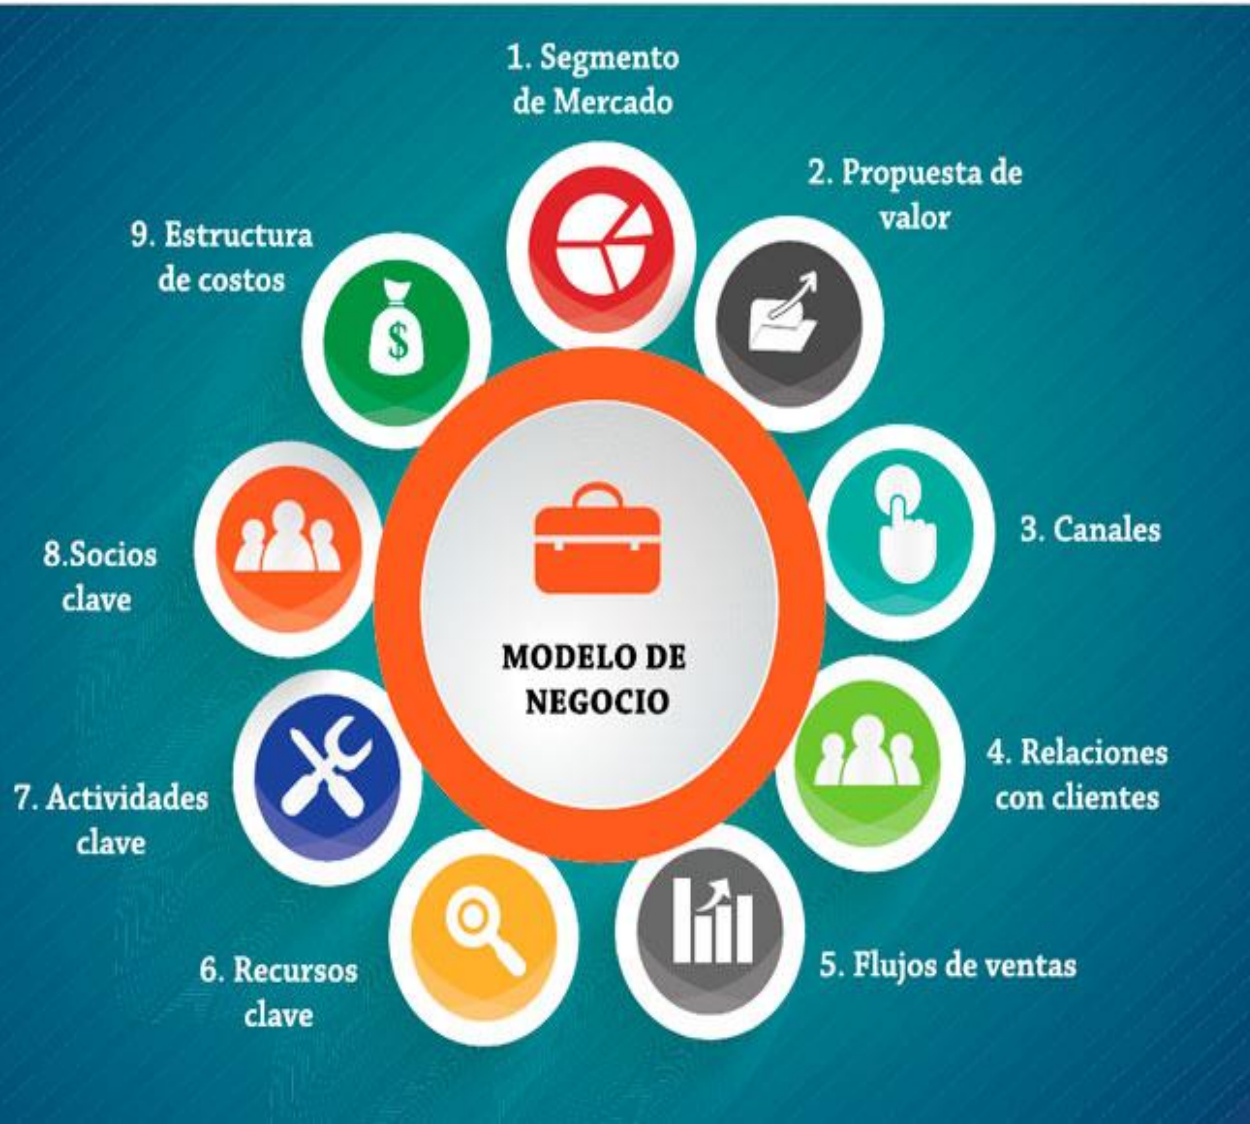 1. Segmento
de Mercado
2. Propuesta de
valor
3. Canales
4. Relaciones
con clientes
5. Flujos de ventas
6. Recursos
clave
7. Actividades
clave
8.Socios
clave
9. Estructura
de costos
$
MODELO DE
NEGOCIO